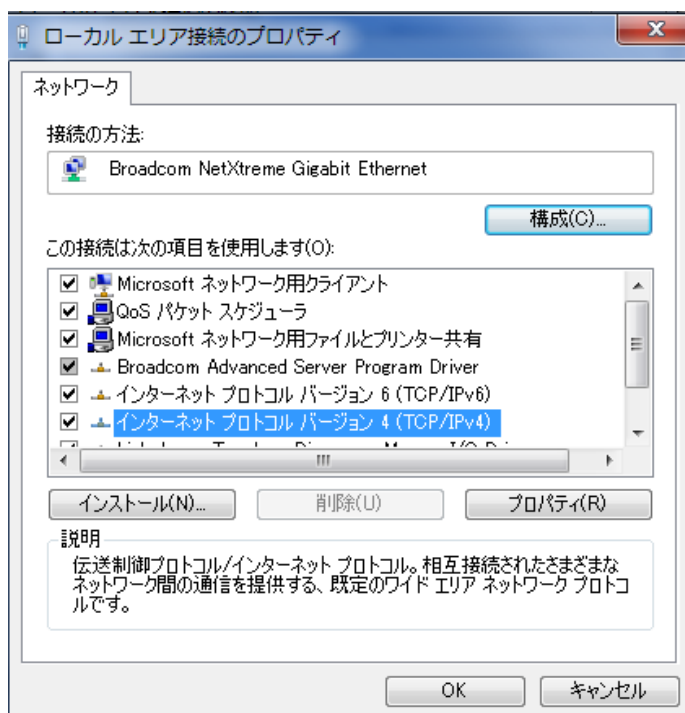 ローカル エリア接続のプロパティ
ネットワーク
接続の方法:
Broadcom NetXtreme Gigabit Ethernet
構成(C)...
この接続は次の項目を使用します(O):
Microsoft ネットワーク用クライアント
QoS パケット スケジューラ
Microsoft ネットワーク用ファイルとプリンター共有
Broadcom Advanced Server Program Driver
インターネット プロトコル バージョン 6 (TCP/IPv6)
インターネット プロトコル バージョン 4 (TCP/IPv4)
インストール(N)...
削除(U)
プロパティ(R)
説明
伝送制御プロトコル/インターネット プロトコル。相互接続されたさまざまな
ネットワーク間の通信を提供する、既定のワイド エリア ネットワーク プロトコ
ルです。
OK
キャンセル